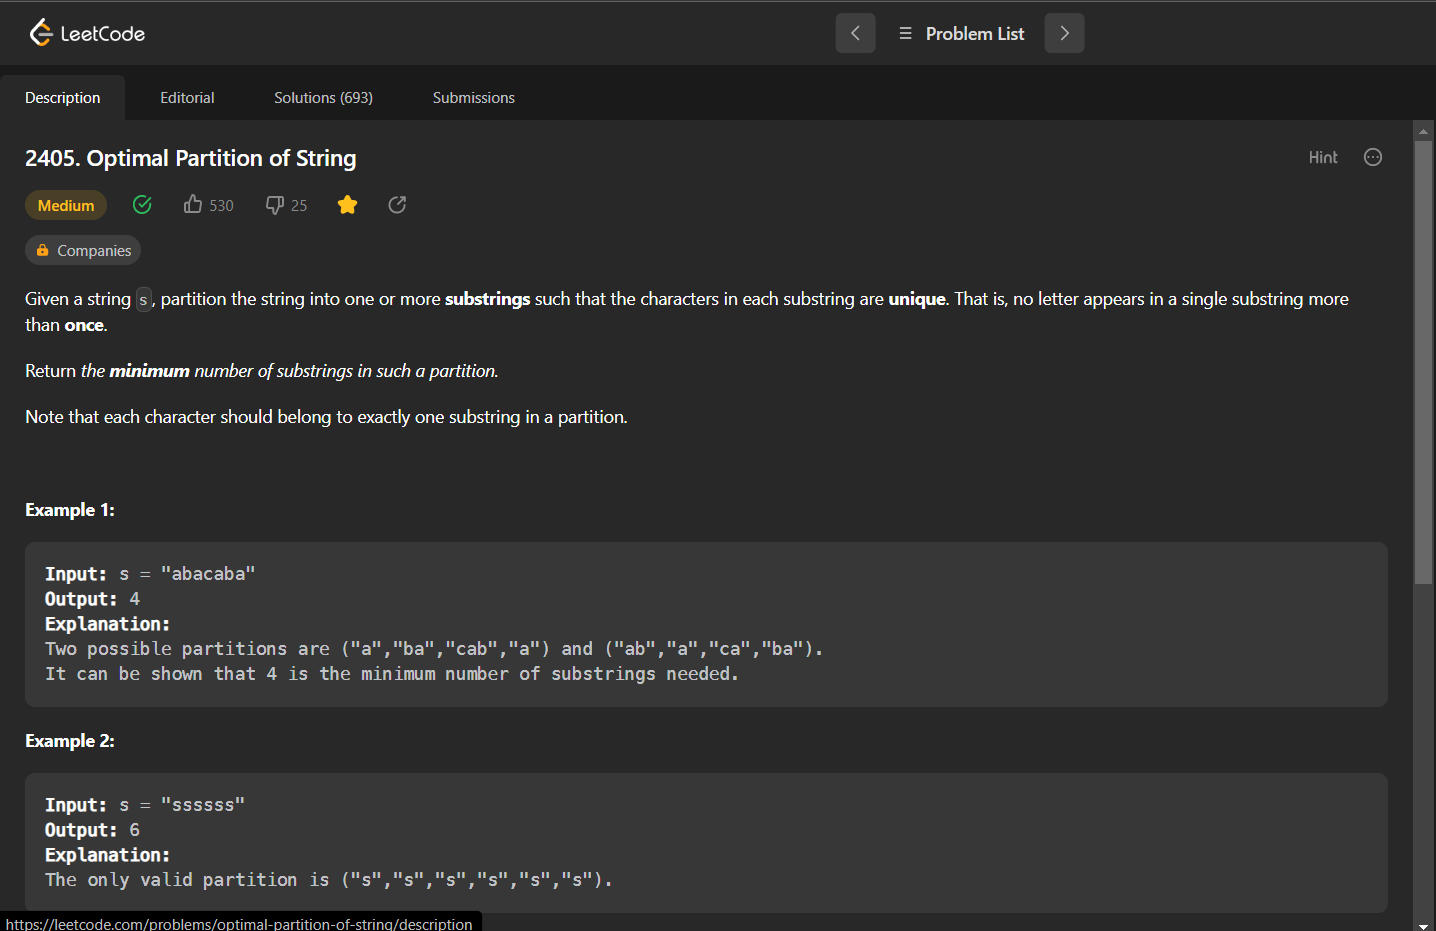 LeetCode
Problem List
Description Editorial Solutions (693) Submissions
2405. Optimal Partition of String
Hint
Medium 530 25
Companies
Given a string s, partition the string into one or more substrings such that the characters in each substring are unique. That is, no letter appears in a single substring more
than once.
Return the minimum number of substrings in such a partition.
Note that each character should belong to exactly one substring in a partition.
Example 1:
Input: s = "abacaba"
Output: 4
Explanation:
Two possible partitions are ("a","ba","cab","a") and ("ab","a","ca","ba").
It can be shown that 4 is the minimum number of substrings needed.
Example 2:
Input: s = "ssssss"
Output: 6
Explanation:
The only valid partition is ("s","s","s","s","s","s").
https://leetcode.com/problems/optimal-partition-of-string/description